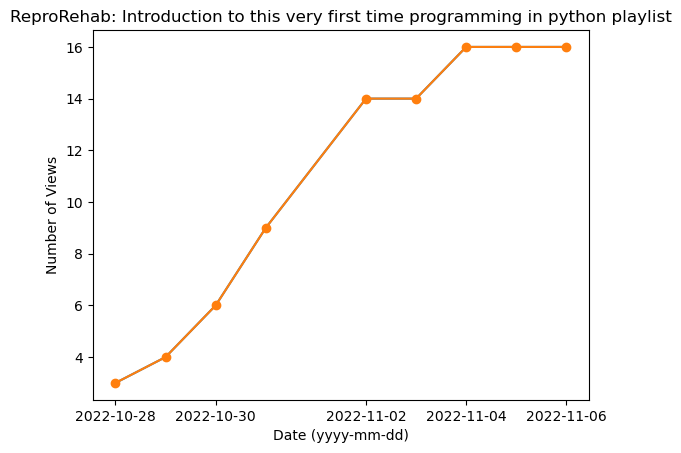 ReproRehab: Introduction to this very first time programming in python playlist
16
14
12
10
8
6
4
Number of Views
2022-10-28 2022-10-30 2022-11-02 2022-11-04 2022-11-06
Date (yyyy-mm-dd)